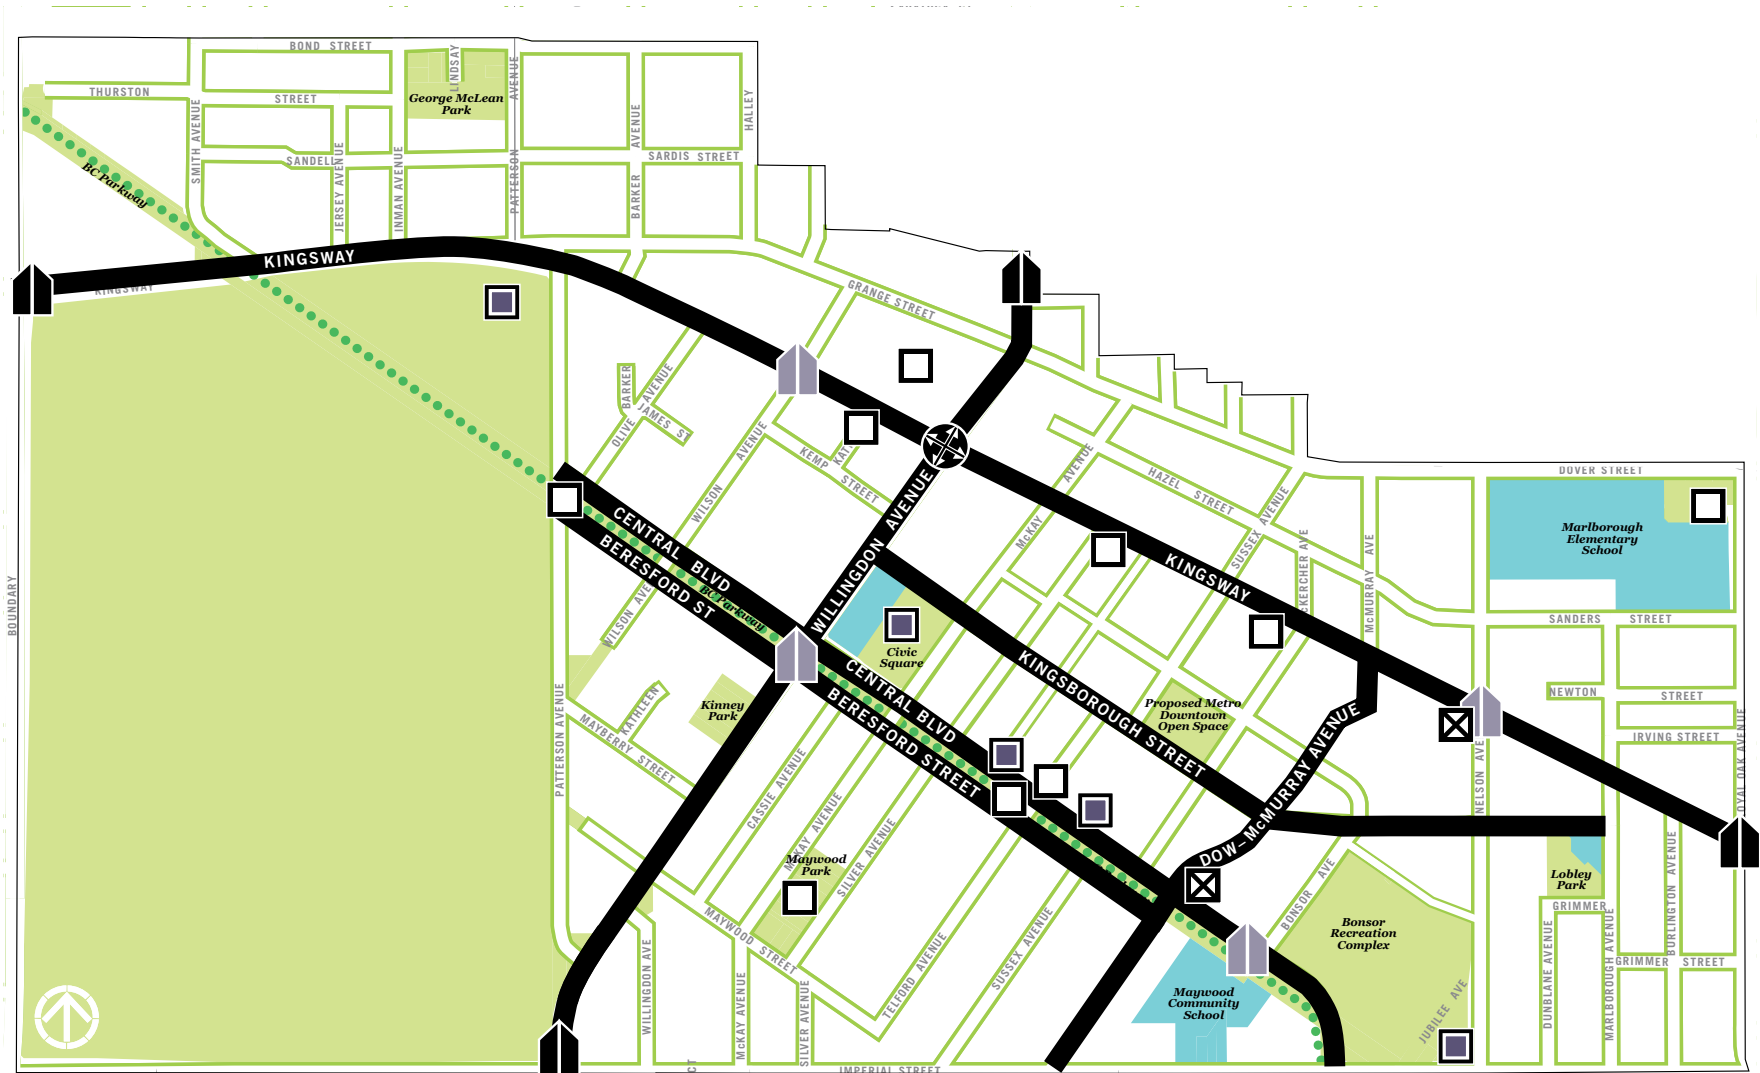 BOND STREET
LINDSAY
THURSTON
STREET
George McLean
Park
AVENUE
HALLEY
AVENUE
SMITH AVENUE
SANDELL
JERSEY AVENUE
INMAN AVENUE
PATTERSON
BARKER
SARDIS STREET
BC Parkway
KINGSWAY
KINGSWAY
GRANGE STREET
BARKER
AVENUE
OLIVE
JAMES ST
AVENUE
WILSON
KEMP
STREET
WILLINGDON AVENUE
AVENUE
McKAY
HAZEL STREET
SUSSEX AVENUE
McMURRAY AVE
DOVER STREET
Marlborough
Elementary
School
CENTRAL BLVD
BERESFORD ST
BC Parkway
WILSON AVE
KINGSWAY
BOUNDARY
SANDERS STREET
Civic
Square
CENTRAL BLVD
BERESFORD STREET
KINGSBOROUGH STREET
Proposed Metro
Downtown
Open Space
NEWTON
STREET
IRVING STREET
PATTERSON AVENUE
KATHLEEN
MAYBERRY STREET
Kinney
Park
DOW–McMURRAY AVENUE
NELSON AVE
CASSIE AVENUE
McKAY AVENUE
SILVER AVENUE
Maywood
Park
MAYWOOD STREET
TELFORD AVENUE
SUSSEX AVENUE
BONSOR AVE
Bonsor
Recreation
Complex
Lobley
Park
GRIMMER
BURLINGTON AVENUE
GRIMMER STREET
DUNBLANE AVENUE
MARLBOROUGH AVENUE
WILLINGDON AVE
McKAY AVENUE
SILVER AVENUE
Maywood
Community
School
JUBILEE AVE
IMPERIAL STREET